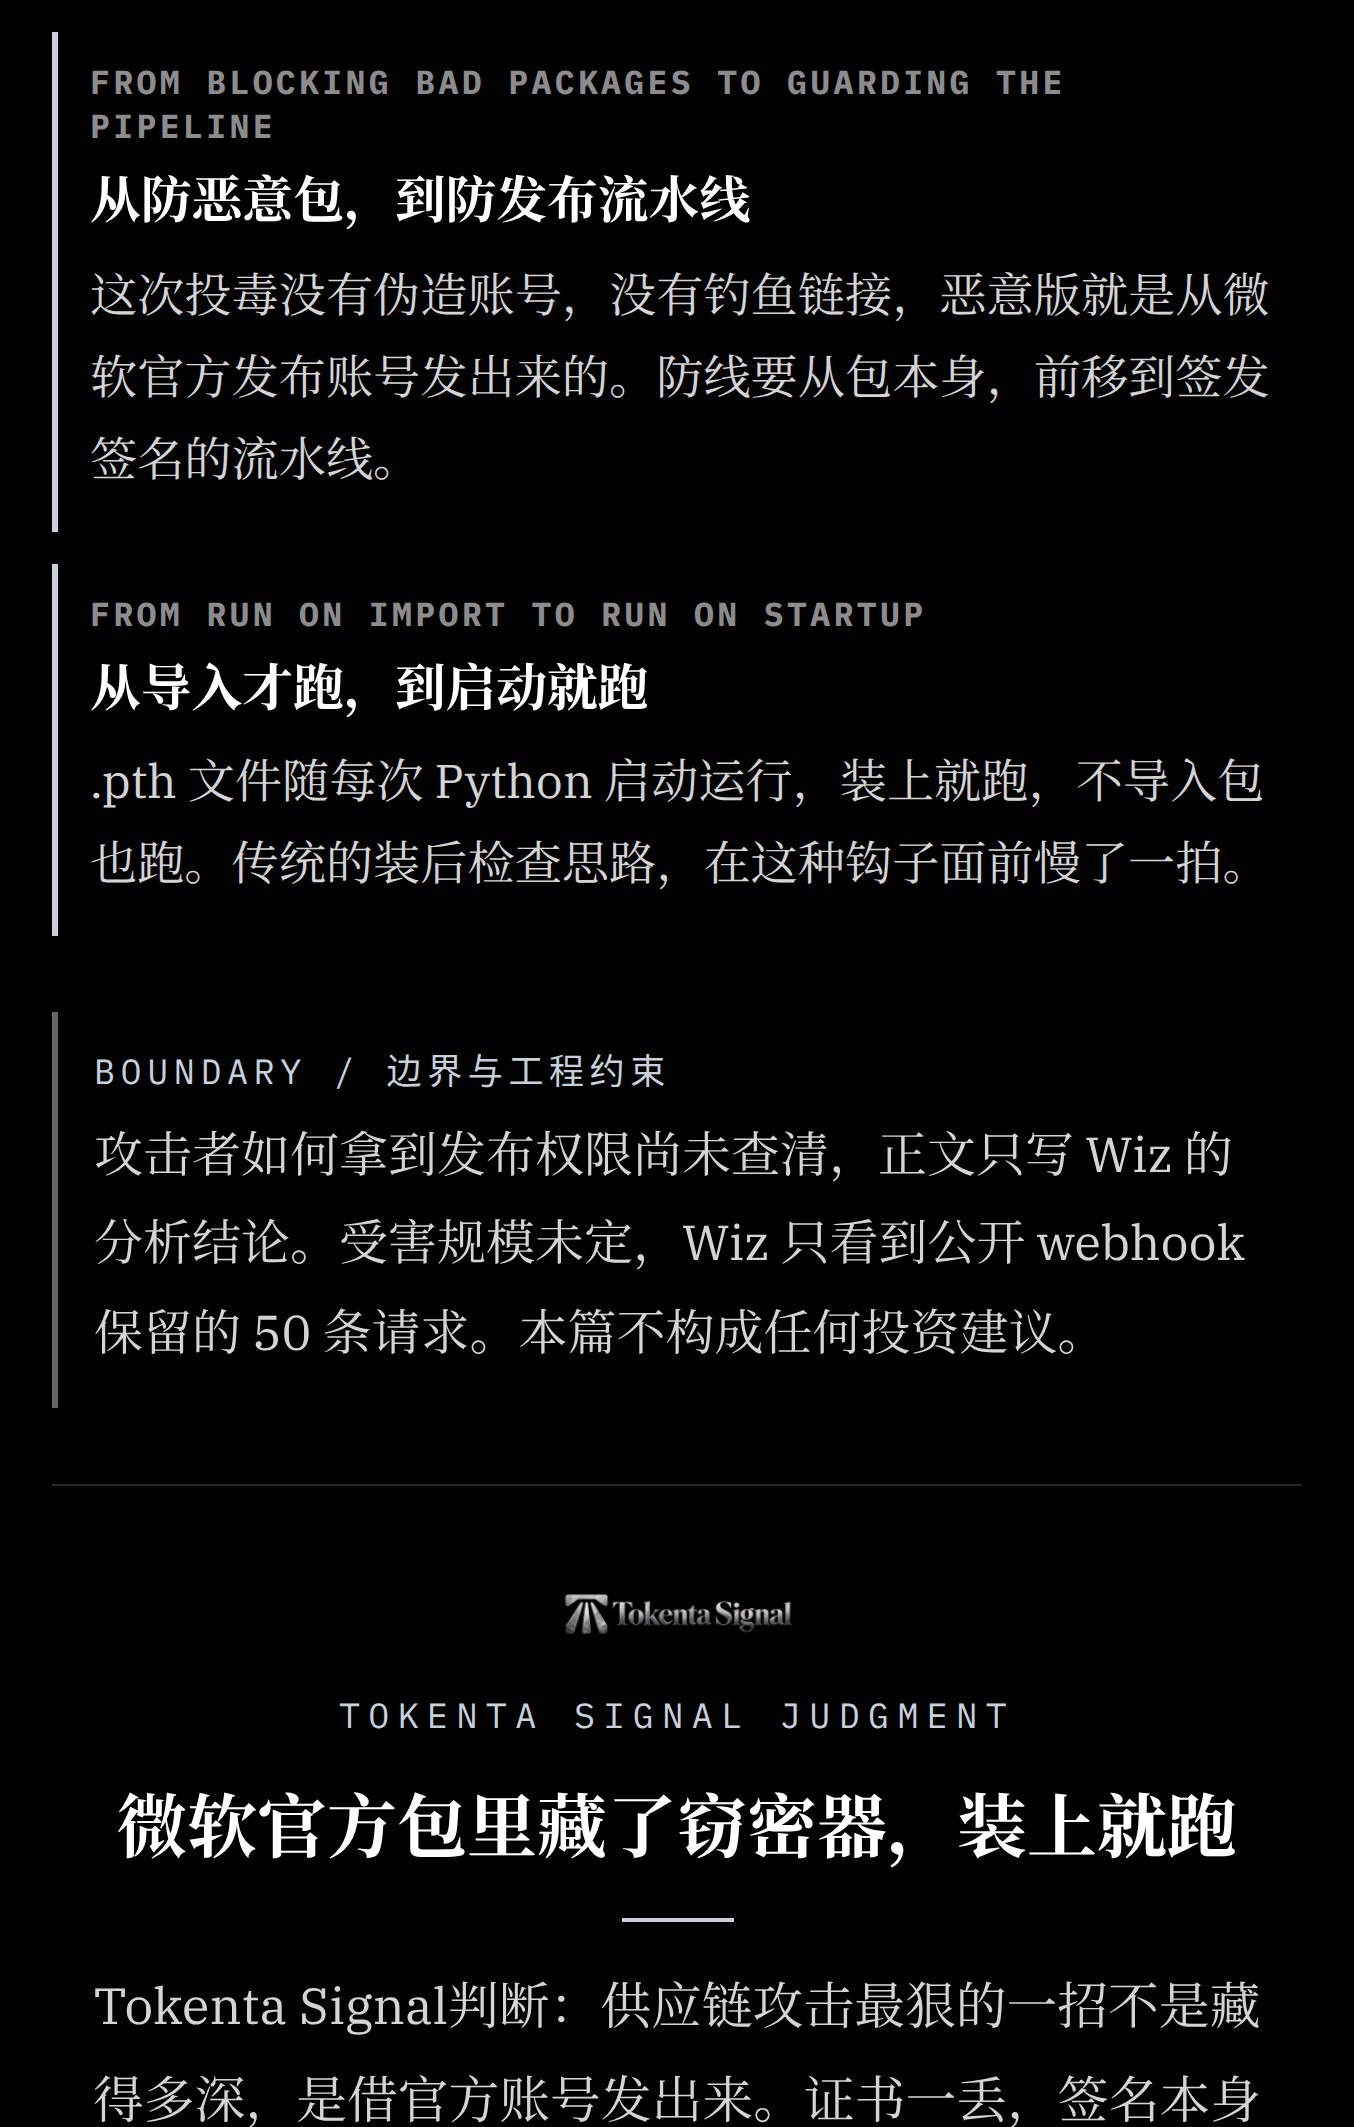 FROM BLOCKING BAD PACKAGES TO GUARDING THE
PIPELINE
从防恶意包，到防发布流水线
这次投毒没有伪造账号，没有钓鱼链接，恶意版就是从微
软官方发布账号发出来的。防线要从包本身，前移到签发
签名的流水线。
FROM RUN ON IMPORT TO RUN ON STARTUP
从导入才跑，到启动就跑
.pth 文件随每次 Python 启动运行，装上就跑，不导入包
也跑。传统的装后检查思路，在这种钩子面前慢了一拍。
BOUNDARY / 边界与工程约束
攻击者如何拿到发布权限尚未查清，正文只写 Wiz 的
分析结论。受害规模未定，Wiz 只看到公开 webhook
保留的 50 条请求。本篇不构成任何投资建议。
Tokenta Signal
TOKENTA SIGNAL JUDGMENT
微软官方包里藏了窃密器，装上就跑
Tokenta Signal判断：供应链攻击最狠的一招不是藏
得多深，是借官方账号发出来。证书一丢，签名本身